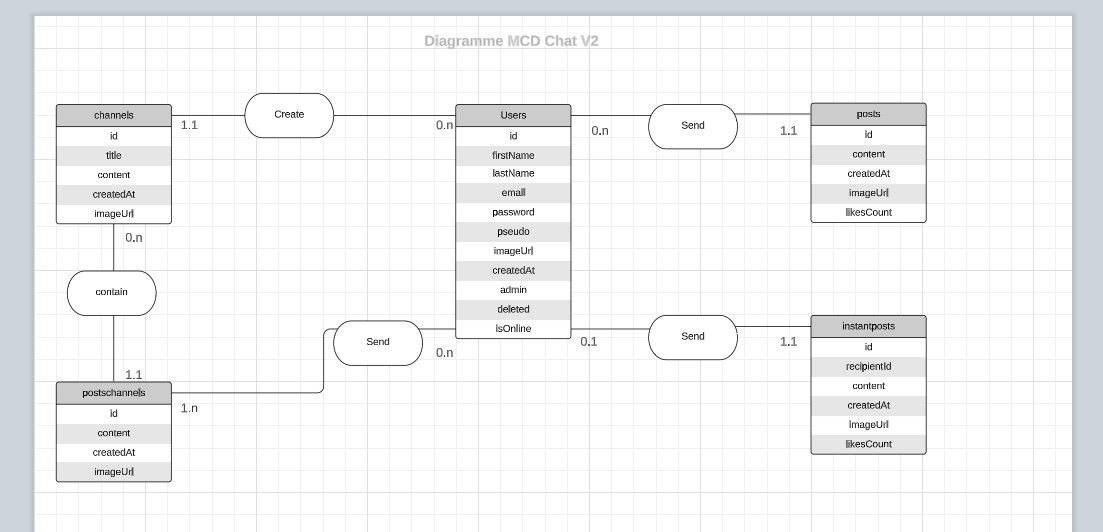 Diagramme MCD Chat V2
channels
id
title
content
createdAt
imageUrl
1.1
Create
0.n
Users
id
firstName
lastName
email
password
pseudo
imageUrl
createdAt
admin
deleted
isOnline
0.n
Send
1.1
posts
id
content
createdAt
imageUrl
likesCount
0.n
contain
1.1
postschannels
id
content
createdAt
imageUrl
1.n
Send
0.n
0.1
Send
1.1
instantposts
id
recipientId
content
createdAt
imageUrl
likesCount